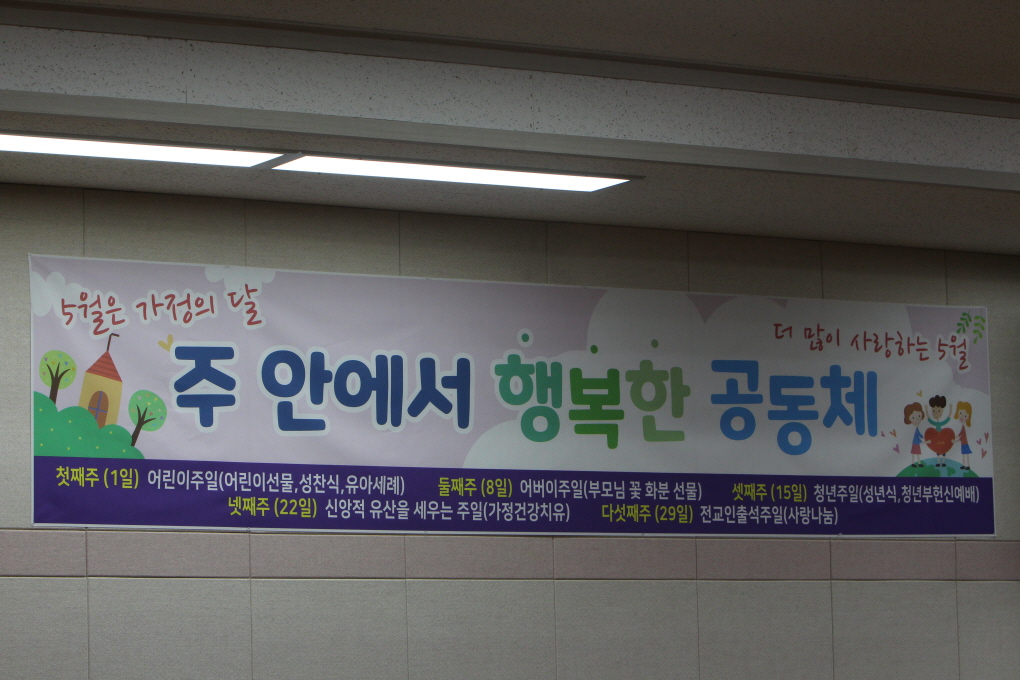 5월은 가정의 달
더 많이 사랑하는 5월
주 안에서 행복한 공동체
첫째주 (1일) 어린이주일(어린이선물,성찬식,유아세례) 둘째주 (8일) 어버이주일(부모님 꽃 화분 선물) 셋째주 (15일) 청년주일(성년식,청년부헌신예배)
넷째주 (22일) 신앙적 유산을 세우는 주일(가정건강치유) 다섯째주 (29일) 전교인출석주일(사랑나눔)